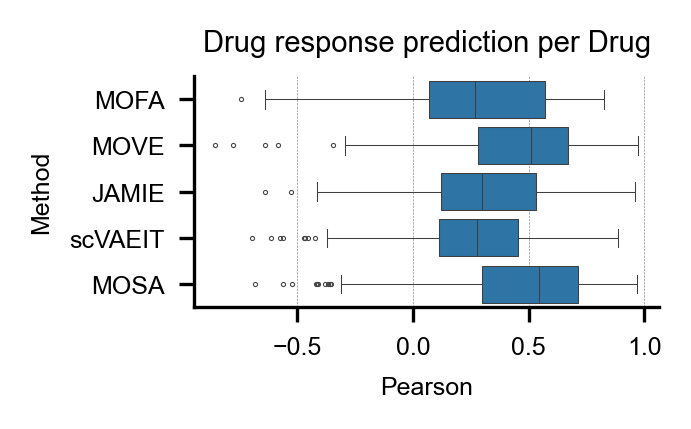 Drug response prediction per Drug
MOFA
MOVE
JAMIE
scVAEIT
MOSA
Method
−0.5 0.0 0.5 1.0
Pearson